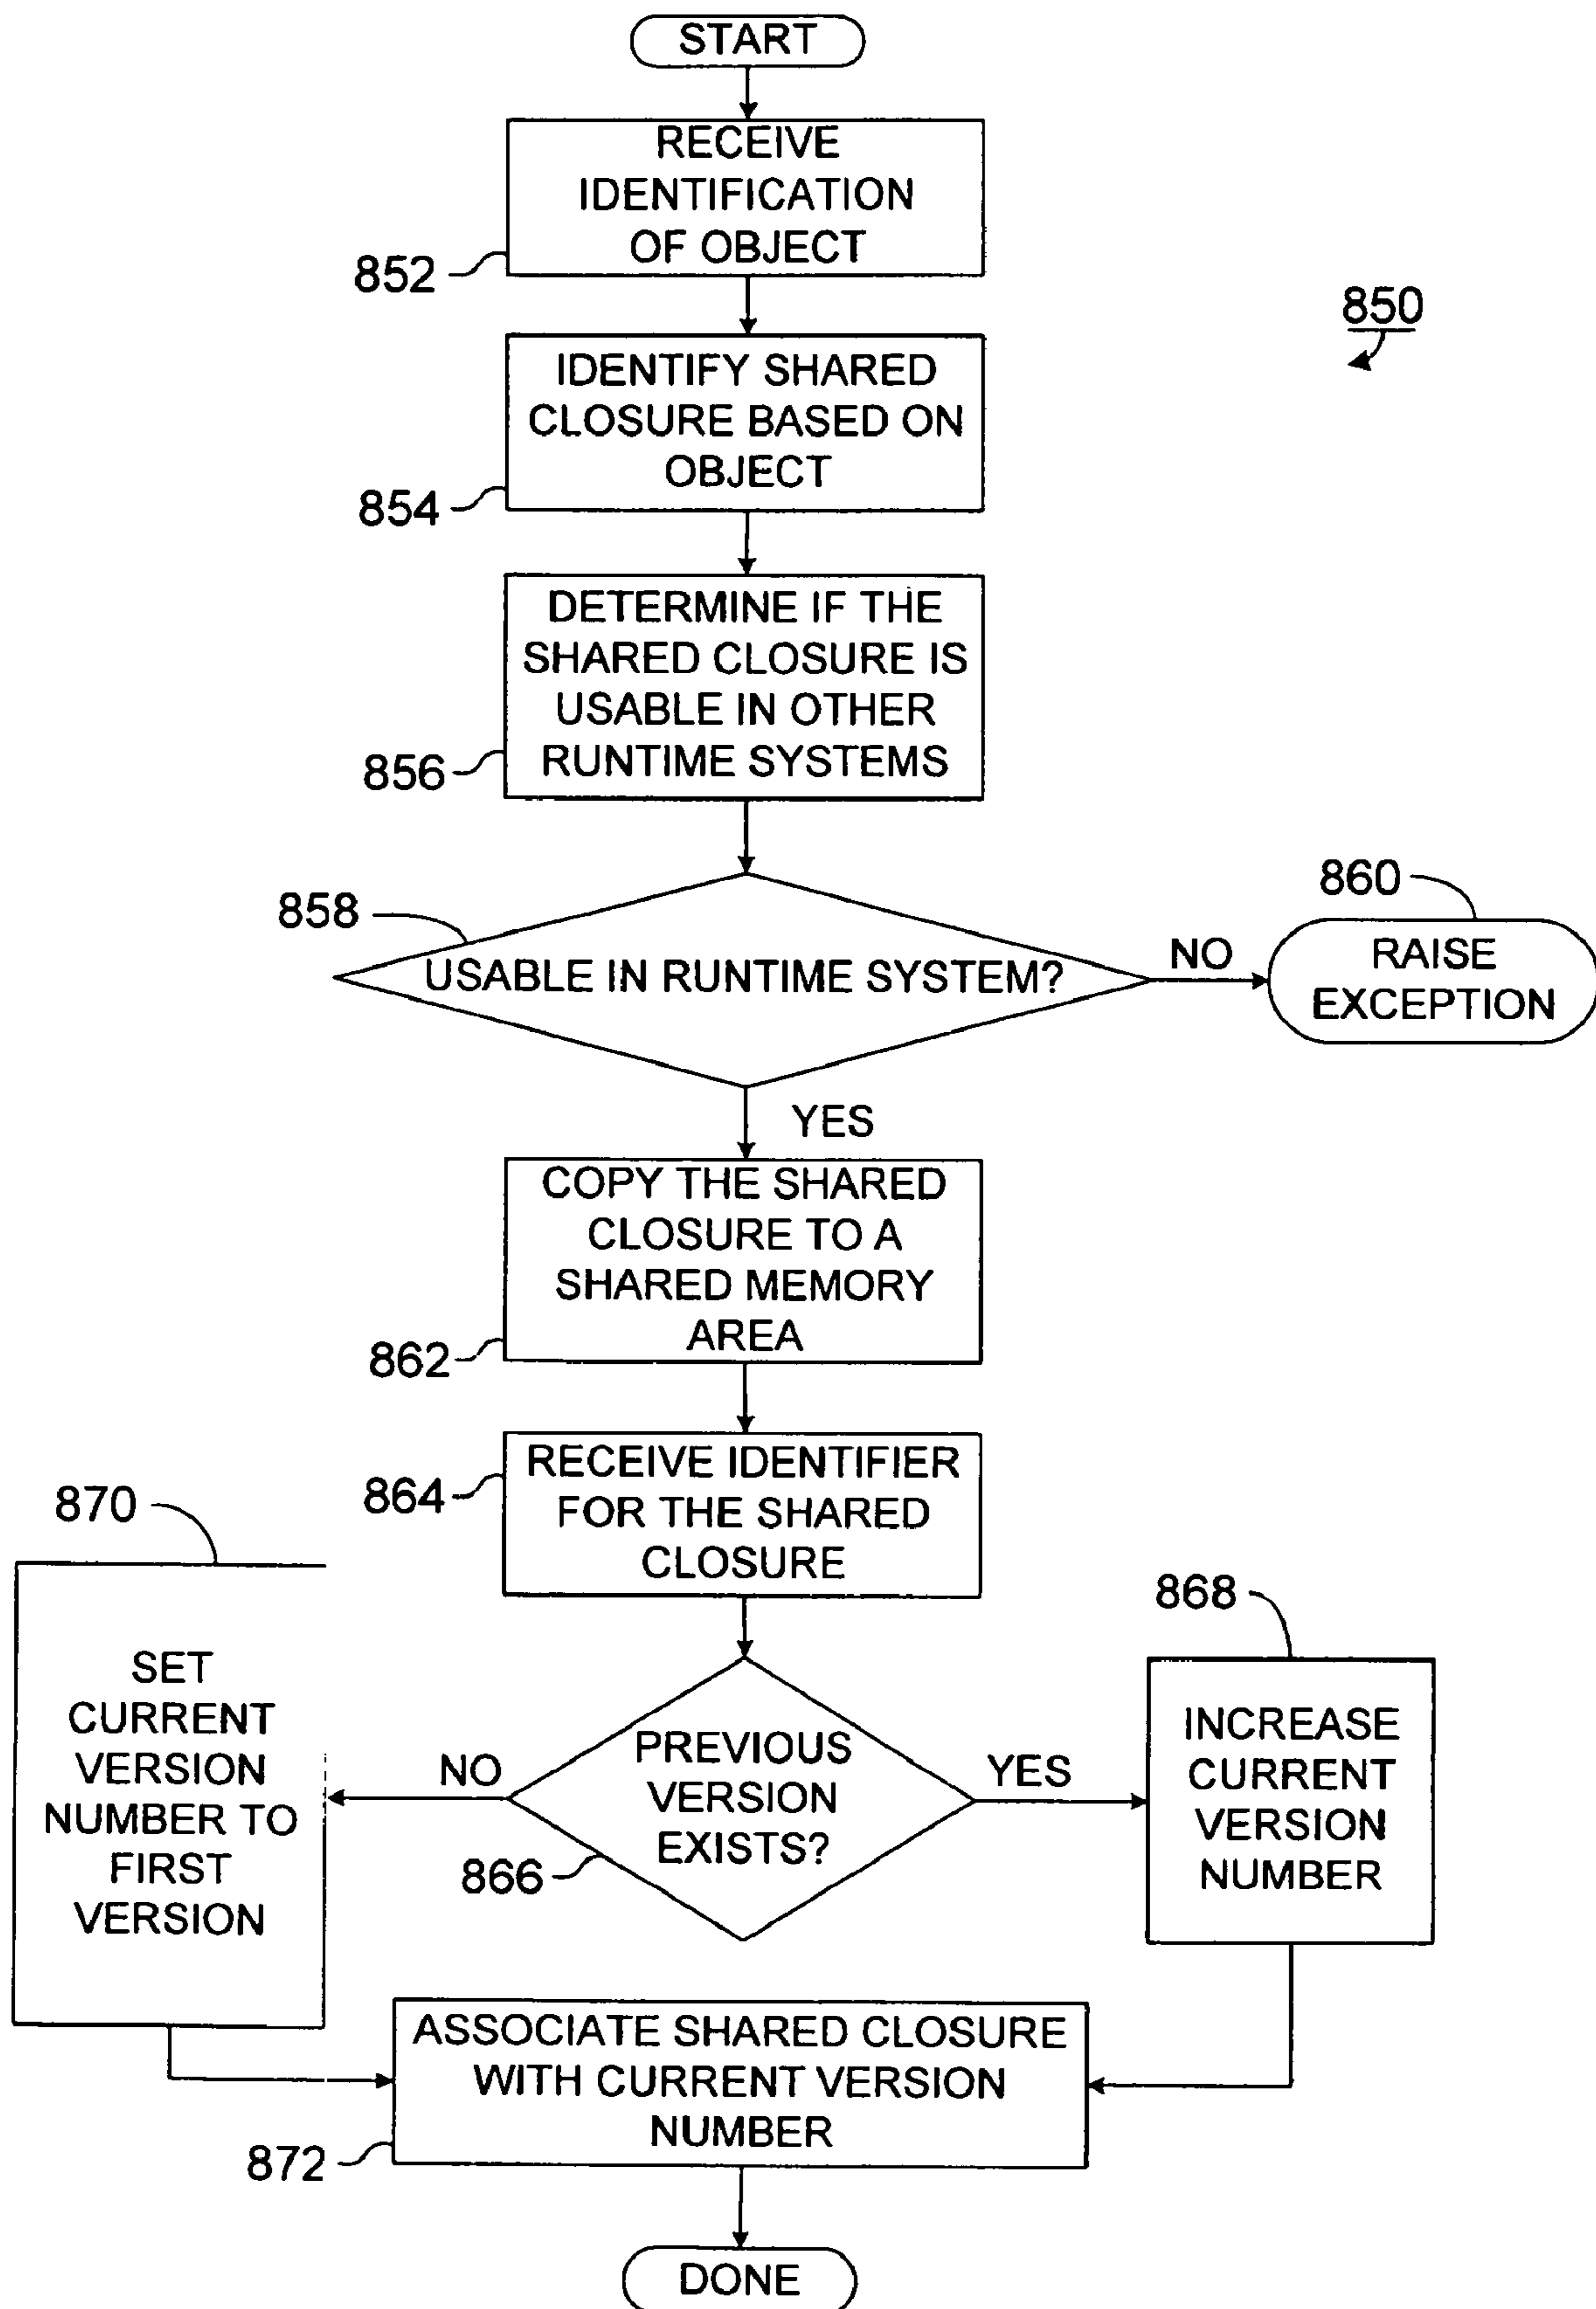 START
RECEIVE
IDENTIFICATION
OF OBJECT
852
850
IDENTIFY SHARED
CLOSURE BASED ON
OBJECT
854
DETERMINE IF THE
SHARED CLOSURE IS
USABLE IN OTHER
RUNTIME SYSTEMS
856
858
USABLE IN RUNTIME SYSTEM?
NO
860
RAISE
EXCEPTION
YES
COPY THE SHARED
CLOSURE TO A
SHARED MEMORY
AREA
862
RECEIVE IDENTIFIER
FOR THE SHARED
CLOSURE
864
870
SET
CURRENT
VERSION
NUMBER TO
FIRST
VERSION
NO
PREVIOUS
VERSION
EXISTS?
866
YES
868
INCREASE
CURRENT
VERSION
NUMBER
ASSOCIATE SHARED CLOSURE
WITH CURRENT VERSION
NUMBER
872
DONE